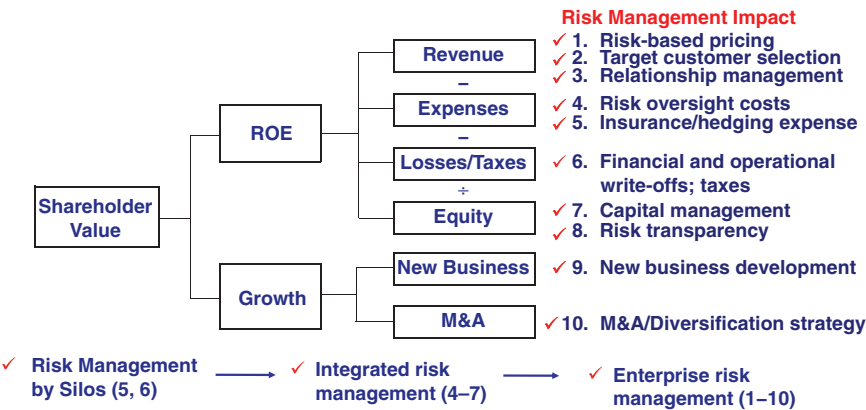 Risk Management Impact
Revenue
✓ 1. Risk-based pricing
✓ 2. Target customer selection
✓ 3. Relationship management
–
Expenses
✓ 4. Risk oversight costs
✓ 5. Insurance/hedging expense
ROE
–
Losses/Taxes
✓ 6. Financial and operational
write-offs; taxes
÷
Equity
✓ 7. Capital management
✓ 8. Risk transparency
Shareholder
Value
New Business
✓ 9. New business development
Growth
M&A
✓ 10. M&A/Diversification strategy
✓ Risk Management
by Silos (5, 6)
✓ Integrated risk
management (4–7)
✓ Enterprise risk
management (1–10)